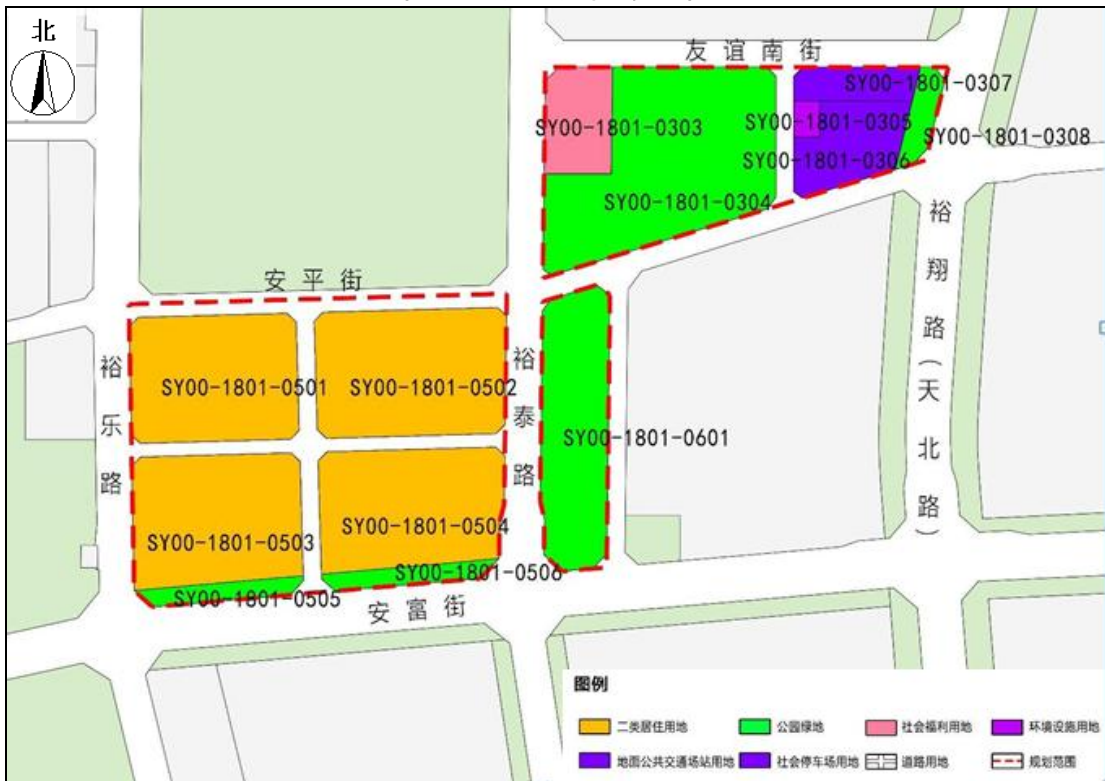 北
友谊南街
SY00-1801-0307
SY00-1801-0303
SY00-1801-0305
SY00-1801-0308
SY00-1801-0306
SY00-1801-0304
裕翔路(天北路)
安平街
裕乐路
SY00-1801-0501
SY00-1801-0502
裕泰路
SY00-1801-0601
SY00-1801-0503
SY00-1801-0504
SY00-1801-0506
SY00-1801-0505
安富街
图例
二类居住用地 公园绿地 社会福利用地 环境设施用地
地面公共交通场站用地 社会停车场用地 道路用地 规划范围